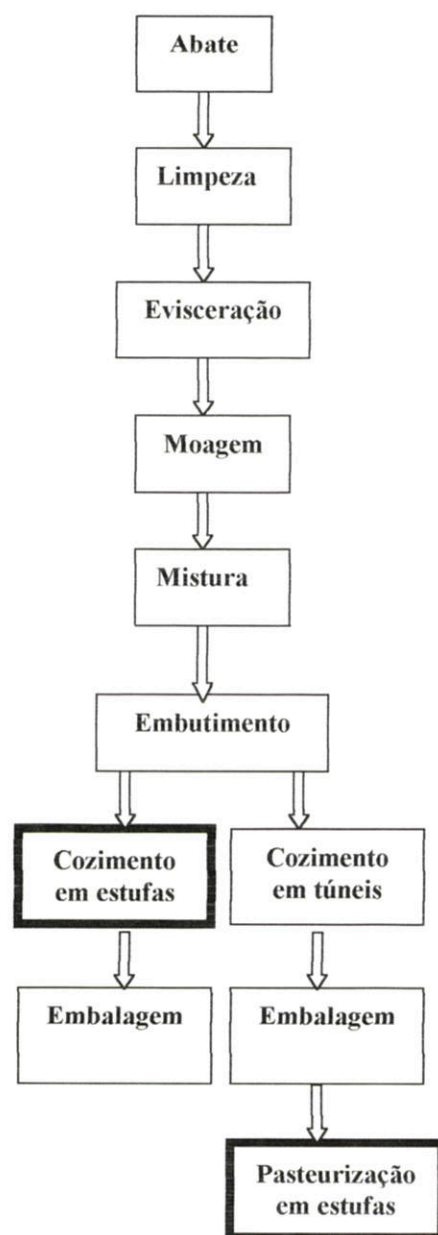 Abate
Limpeza
Evisceração
Moagem
Mistura
Embutimento
Cozimento
em estufas
Cozimento
em túneis
Embalagem
Embalagem
Pasteurização
em estufas